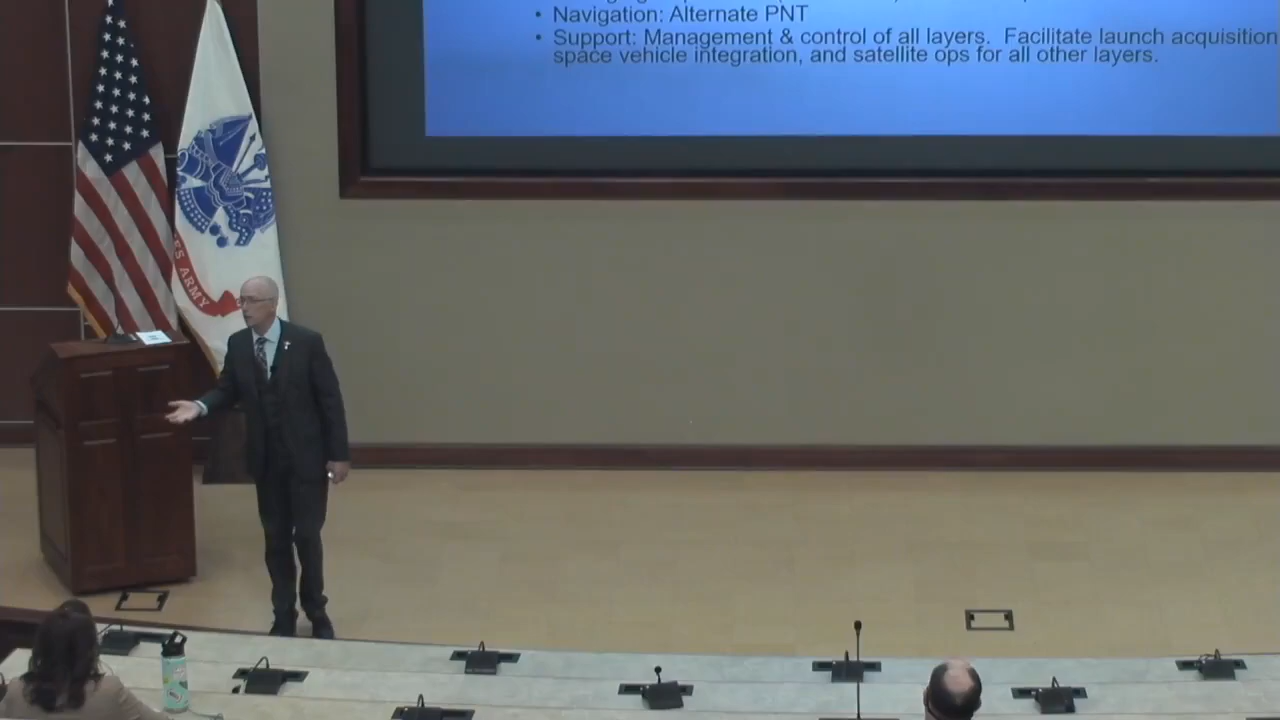 • Navigation: Alternate PNT
• Support: Management & control of all layers. Facilitate launch acquisition
space vehicle integration, and satellite ops for all other layers.
ES ARMY